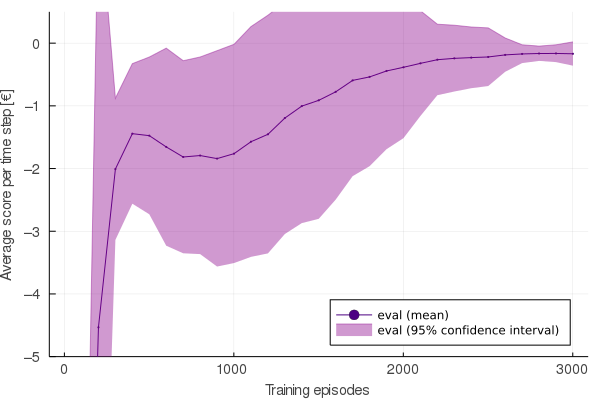 Average score per time step [€]
0
−1
−2
−3
−4
−5
0
1000
2000
3000
Training episodes
eval (mean)
eval (95% confidence interval)